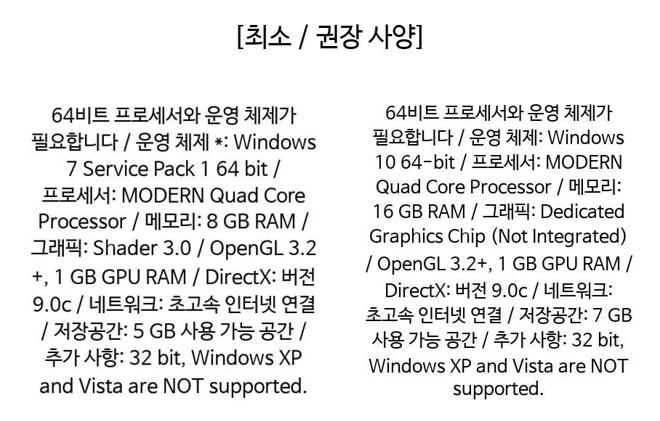 [최소 / 권장 사양]
64비트 프로세서와 운영 체제가
필요합니다 / 운영 체제 *: Windows
7 Service Pack 1 64 bit /
프로세서: MODERN Quad Core
Processor / 메모리: 8 GB RAM /
그래픽: Shader 3.0 / OpenGL 3.2
+, 1 GB GPU RAM / DirectX: 버전
9.0c / 네트워크: 초고속 인터넷 연결
/ 저장공간: 5 GB 사용 가능 공간 /
추가 사항: 32 bit, Windows XP
and Vista are NOT supported.
64비트 프로세서와 운영 체제가
필요합니다 / 운영 체제: Windows
10 64-bit / 프로세서: MODERN
Quad Core Processor / 메모리:
16 GB RAM / 그래픽: Dedicated
Graphics Chip (Not Integrated)
/ OpenGL 3.2+, 1 GB GPU RAM /
DirectX: 버전 9.0c / 네트워크:
초고속 인터넷 연결 / 저장공간: 7 GB
사용 가능 공간 / 추가 사항: 32 bit,
Windows XP and Vista are NOT
supported.